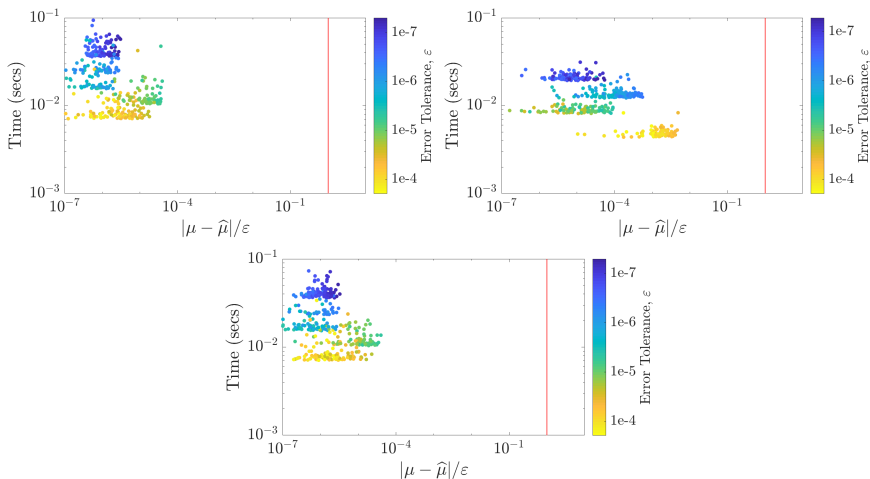 10^{-1}
10^{-2}
10^{-3}
Time (secs)
10^{-7}
10^{-4}
10^{-1}
|μ − μ̂|/ε
1e-7
1e-6
1e-5
1e-4
Error Tolerance, ε
10^{-1}
10^{-2}
10^{-3}
Time (secs)
10^{-7}
10^{-4}
10^{-1}
|μ − μ̂|/ε
1e-7
1e-6
1e-5
1e-4
Error Tolerance, ε
10^{-1}
10^{-2}
10^{-3}
Time (secs)
10^{-7}
10^{-4}
10^{-1}
|μ − μ̂|/ε
1e-7
1e-6
1e-5
1e-4
Error Tolerance, ε